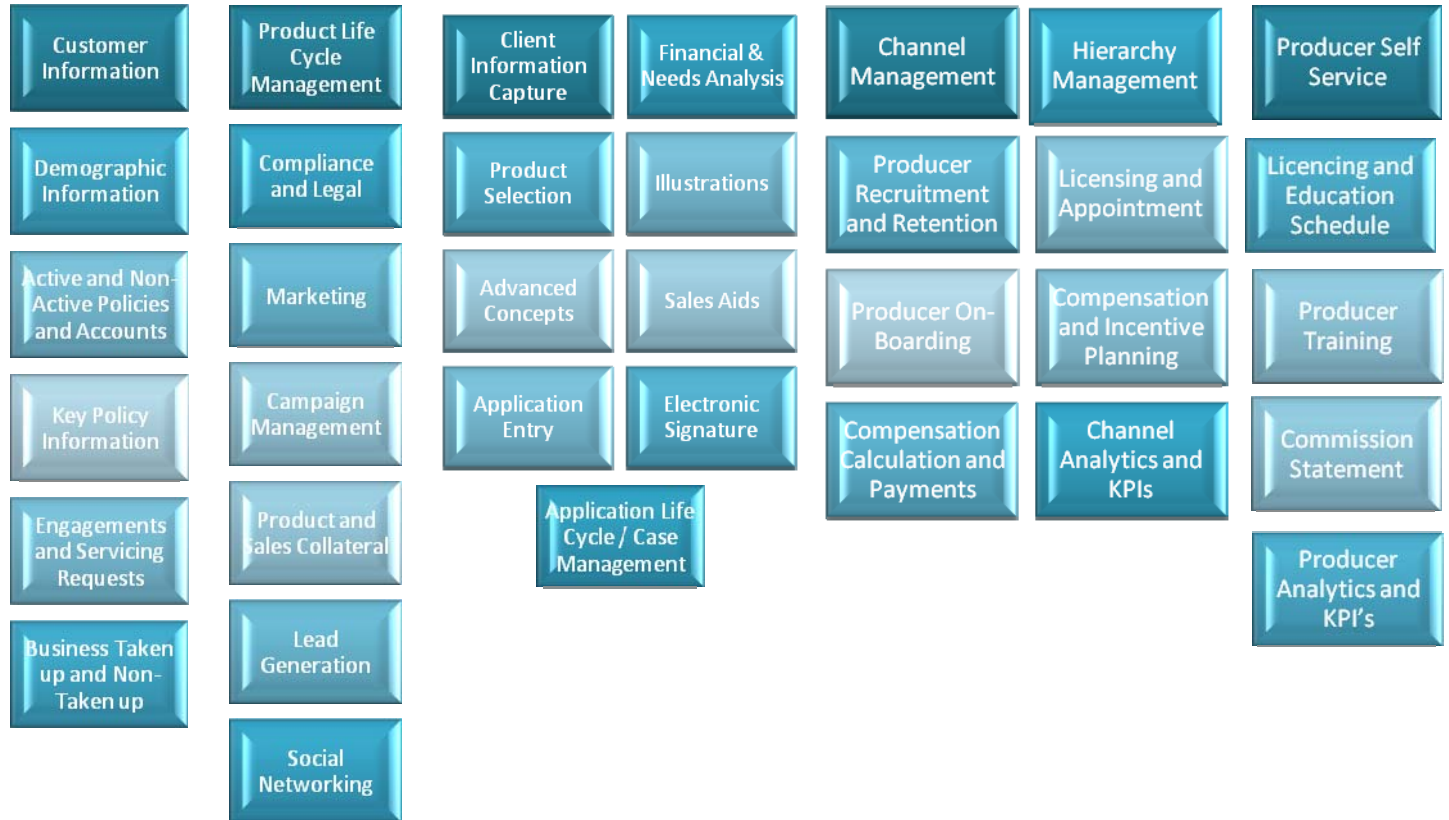 Customer
Information
Demographic
Information
Active and Non-
Active Policies
and Accounts
Key Policy
Information
Engagements
and Servicing
Requests
Business Taken
up and Non-
Taken up
Product Life
Cycle
Management
Compliance
and Legal
Marketing
Campaign
Management
Product and
Sales Collateral
Lead
Generation
Social
Networking
Client
Information
Capture
Financial &
Needs Analysis
Product
Selection
Illustrations
Advanced
Concepts
Sales Aids
Application
Entry
Electronic
Signature
Application Life
Cycle / Case
Management
Channel
Management
Hierarchy
Management
Producer
Recruitment
and Retention
Licensing and
Appointment
Producer On-
Boarding
Compensation
and Incentive
Planning
Compensation
Calculation and
Payments
Channel
Analytics and
KPIs
Producer Self
Service
Licencing and
Education
Schedule
Producer
Training
Commission
Statement
Producer
Analytics and
KPI’s